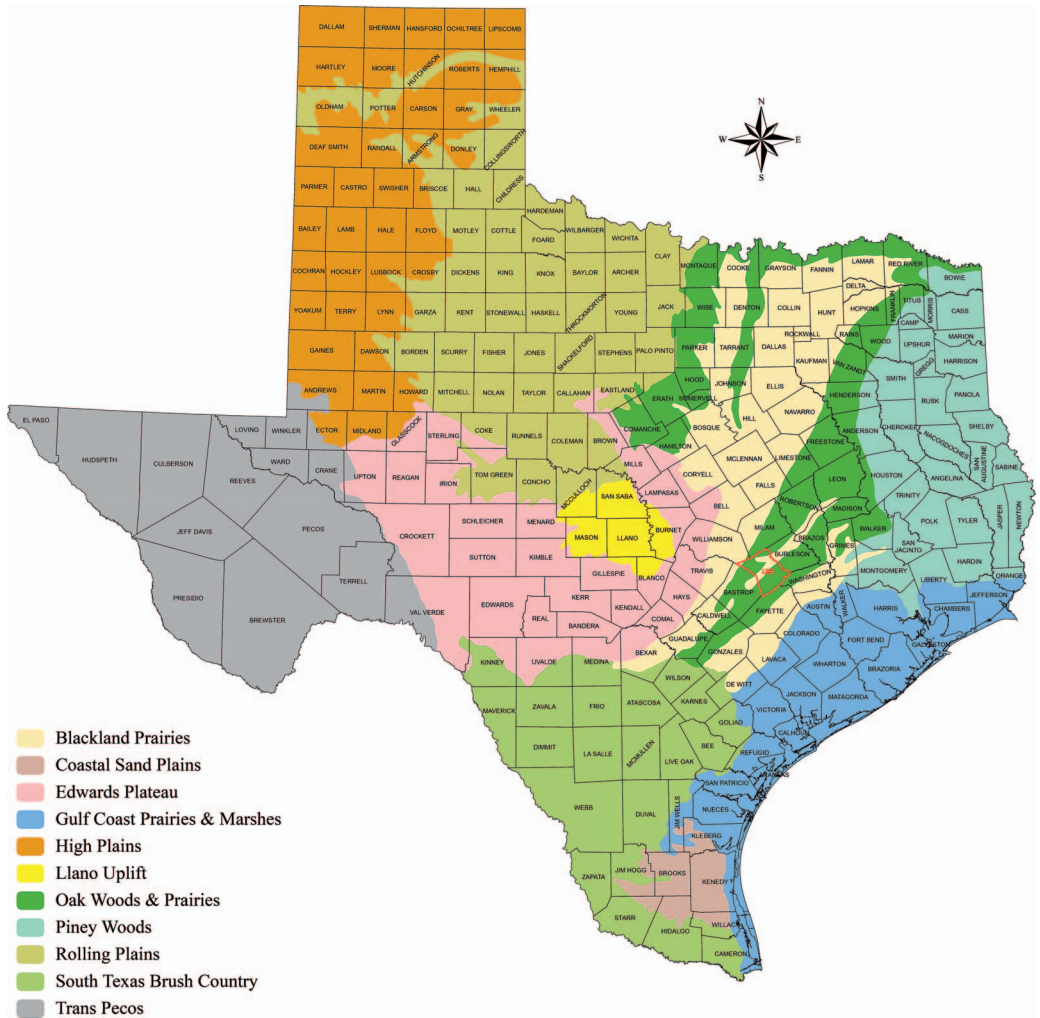 DALLAM SHERMAN HANSFORD OCHILTREE LIPSCOMB
HARTLEY MOORE HUTCHINSON ROBERTS HEMPHILL
OLDHAM POTTER CARSON GRAY WHEELER
N
W E
S
DEAF SMITH RANDALL ARMSTRONG DONLEY COLLINGSWORTH
PARMER CASTRO SWISHER BRISCOE HALL CHILDRESS
HARDEMAN
BAILEY LAMB HALE FLOYD MOTLEY COTTLE FOARD WILBARGER WICHITA
CLAY MONTAGUE COOKE GRAYSON FANNIN LAMAR RED RIVER BOWIE
COCHRAN HOCKLEY LUBBOCK CROSBY DICKENS KING KNOX BAYLOR ARCHER
DELTA FRANKLIN TITUS MORRIS CASS
YOAKUM TERRY LYNN GARZA KENT STONEWALL HASKELL THROCKMORTON YOUNG JACK WISE DENTON COLLIN HUNT HOPKINS
CAMP MARION
ROCKWALL RAINS WOOD UPSHUR
GAINES DAWSON BORDEN SCURRY FISHER JONES SHACKELFORD STEPHENS PALO PINTO PARKER TARRANT DALLAS KAUFMAN VAN ZANDT GREGG HARRISON
ANDREWS MARTIN HOWARD MITCHELL NOLAN TAYLOR CALLAHAN EASTLAND ERATH HOOD SOMERVELL JOHNSON ELLIS HENDERSON SMITH RUSK PANOLA
EL PASO LOVING WINKLER ECTOR MIDLAND GLASSCOCK STERLING COKE RUNNELS COLEMAN BROWN COMANCHE HAMILTON BOSQUE HILL NAVARRO ANDERSON CHEROKEE NACOGDOCHES SHELBY
HUDSPETH CULBERSON REEVES WARD CRANE UPTON REAGAN IRION TOM GREEN CONCHO MCCULLOCH SAN SABA MILLS LAMPASAS CORYELL MCLENNAN LIMESTONE FREESTONE LEON HOUSTON ANGELINA SAN AUGUSTINE SABINE
JEFF DAVIS PECOS CROCKETT SCHLEICHER MENARD MASON LLANO BURNET BELL FALLS ROBERTSON MADISON WALKER TRINITY POLK TYLER JASPER NEWTON
SUTTON KIMBLE GILLESPIE BLANCO WILLIAMSON MILAM BURLESON BRAZOS GRIMES SAN JACINTO HARDIN
PRESIDIO BREWSTER TERRELL VAL VERDE EDWARDS REAL KERR KENDALL HAYS TRAVIS BASTROP LEE WASHINGTON MONTGOMERY LIBERTY ORANGE
BANDERA COMAL CALDWELL FAYETTE AUSTIN WALKER HARRIS CHAMBERS JEFFERSON
KINNEY UVALDE MEDINA BEXAR GUADALUPE GONZALES LAVACA COLORADO FORT BEND GALVESTON
MAVERICK ZAVALA FRIO ATASCOSA WILSON KARNES DE WITT WHARTON BRAZORIA
GOLIAD VICTORIA JACKSON MATAGORDA
DIMMIT LA SALLE MCMULLEN LIVE OAK BEE REFUGIO CALHOUN
ARANSAS
WEBB DUVAL JIM WELLS SAN PATRICIO NUECES
KLEBERG
ZAPATA JIM HOGG BROOKS KENEDY
STARR HIDALGO WILLAC
CAMERON
Blackland Prairies
Coastal Sand Plains
Edwards Plateau
Gulf Coast Prairies & Marshes
High Plains
Llano Uplift
Oak Woods & Prairies
Piney Woods
Rolling Plains
South Texas Brush Country
Trans Pecos